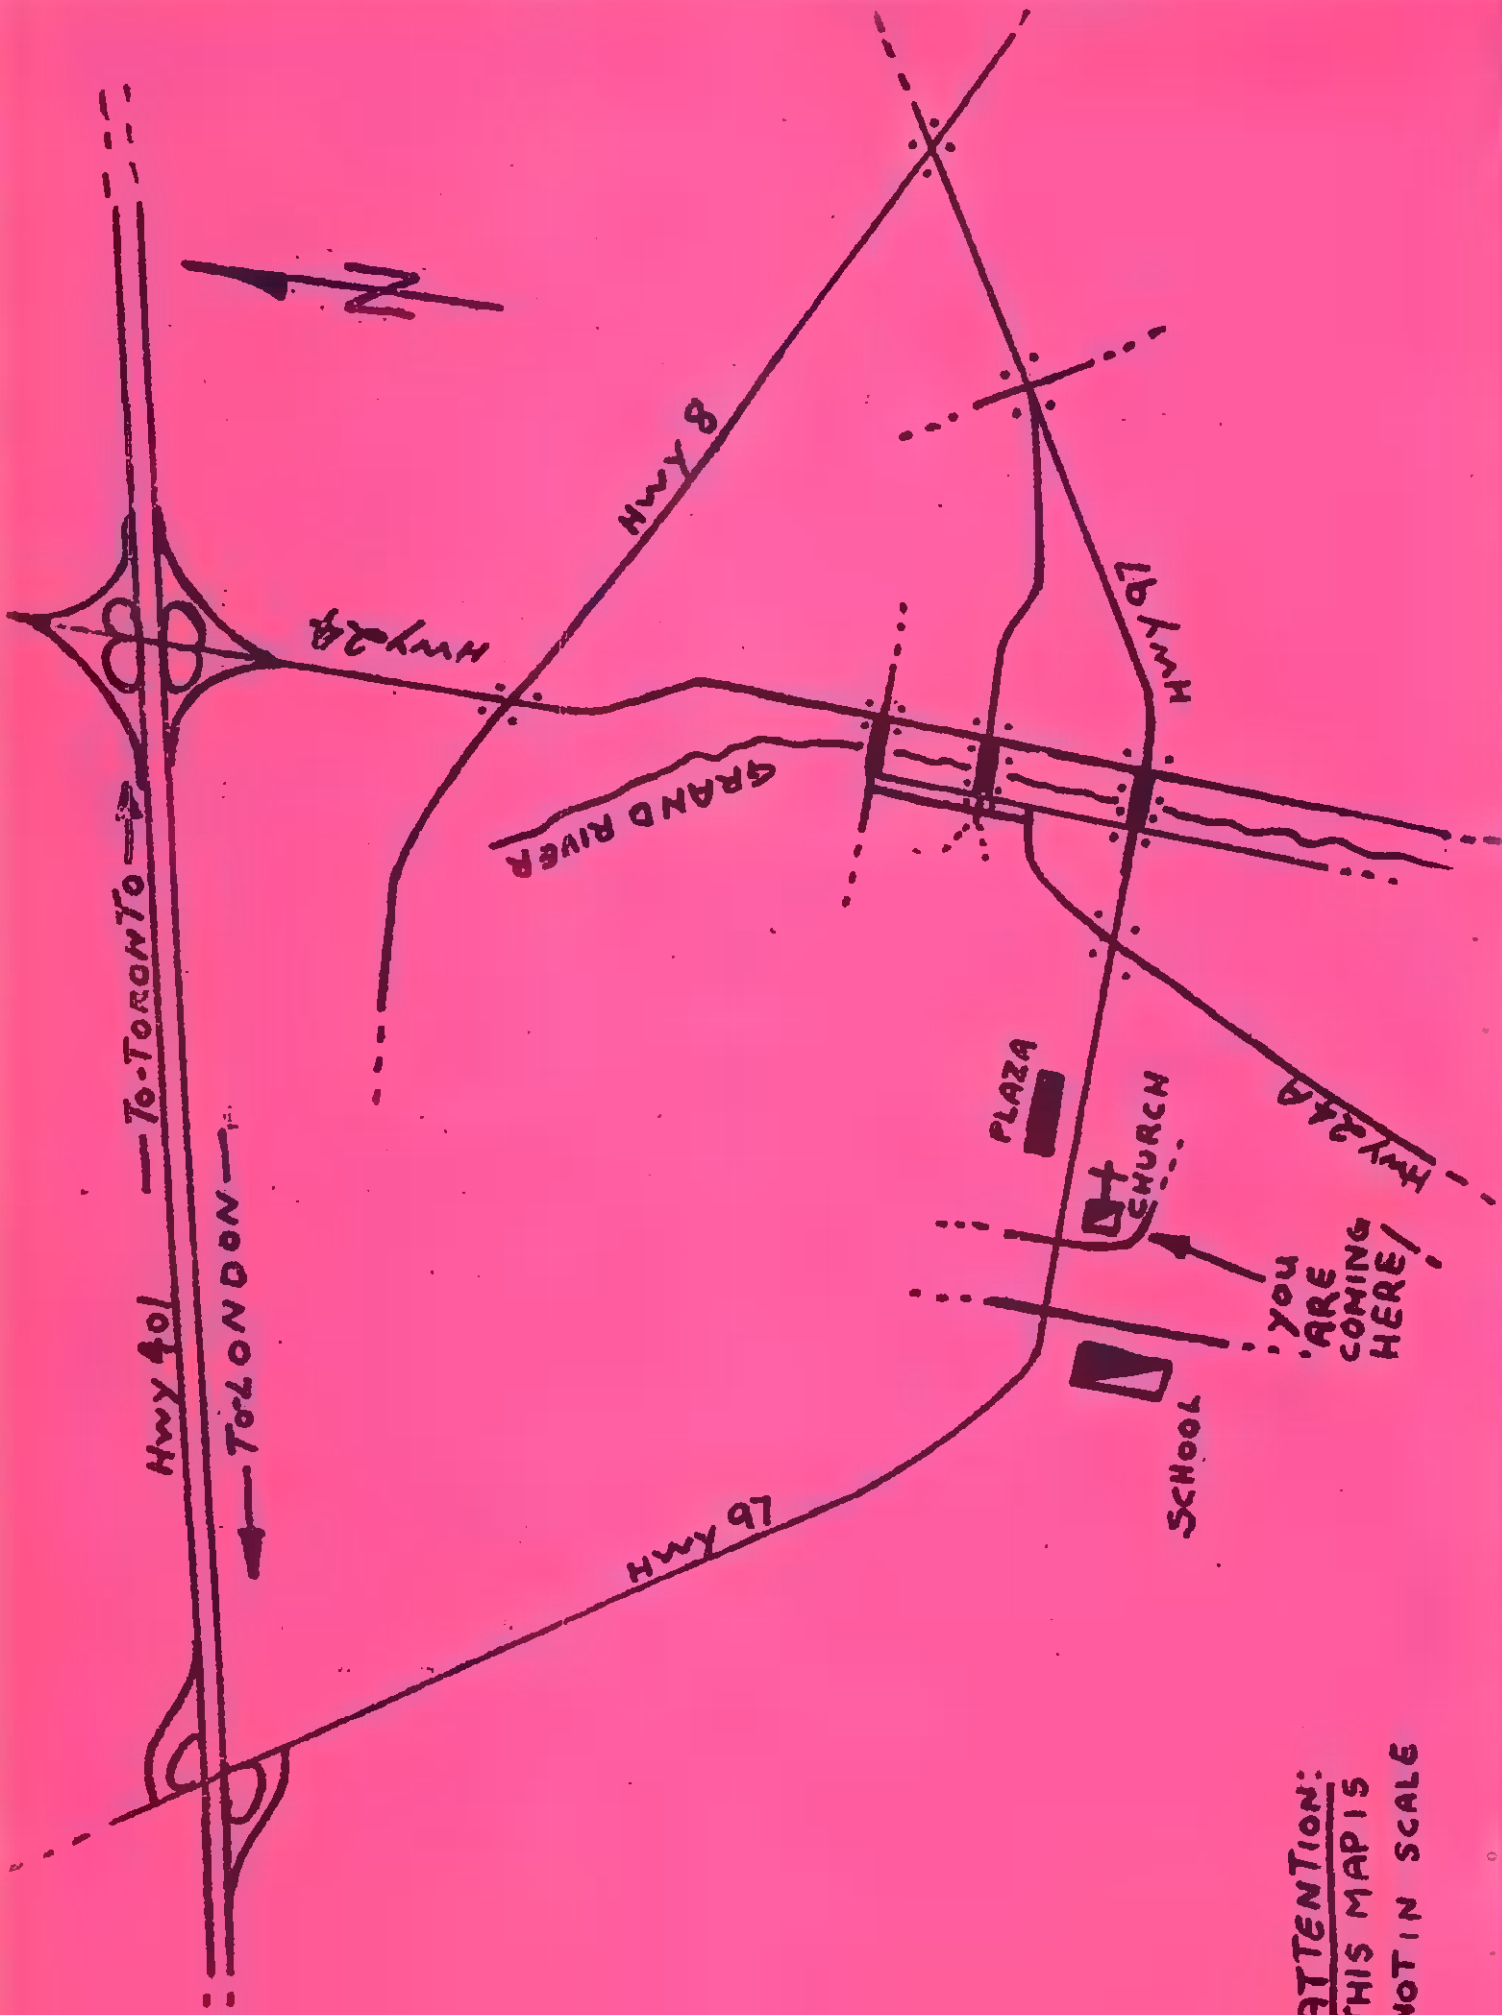 Hwy 401
— To-TORONTO →
← To-LONDON —
N
Hwy 24
HWY 8
GRAND RIVER
HWY 97
HWY 97
PLAZA
CHURCH
Hwy 24A
SCHOOL
YOU
ARE
COMING
HERE!
ATTENTION:
THIS MAP IS
NOT IN SCALE